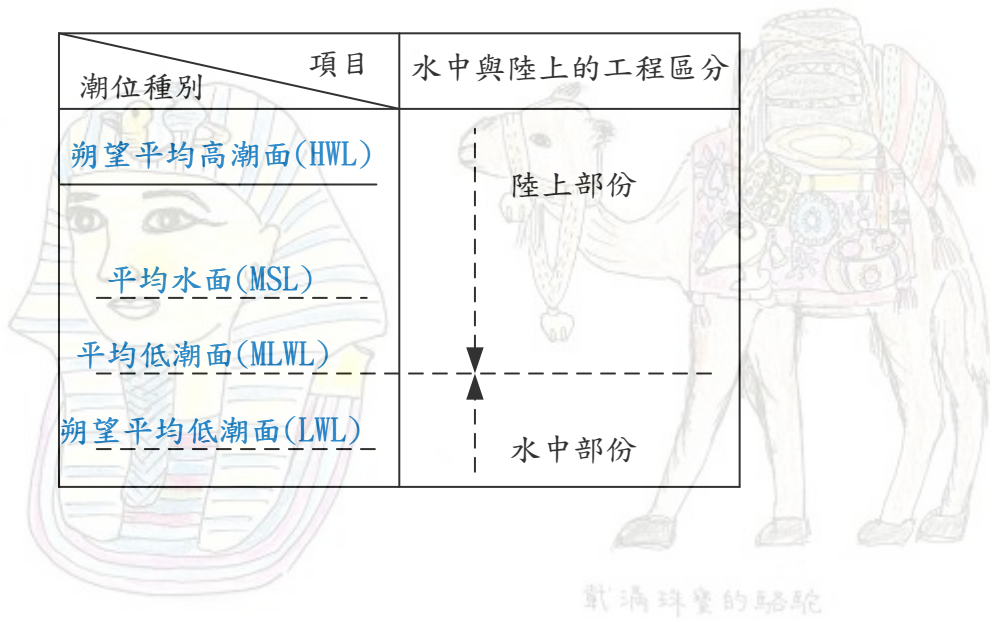 項目
潮位種別
水中與陸上的工程區分
朔望平均高潮面(HWL)
陸上部份
平均水面(MSL)
平均低潮面(MLWL)
朔望平均低潮面(LWL)
水中部份
載滿珠寶的駱駝